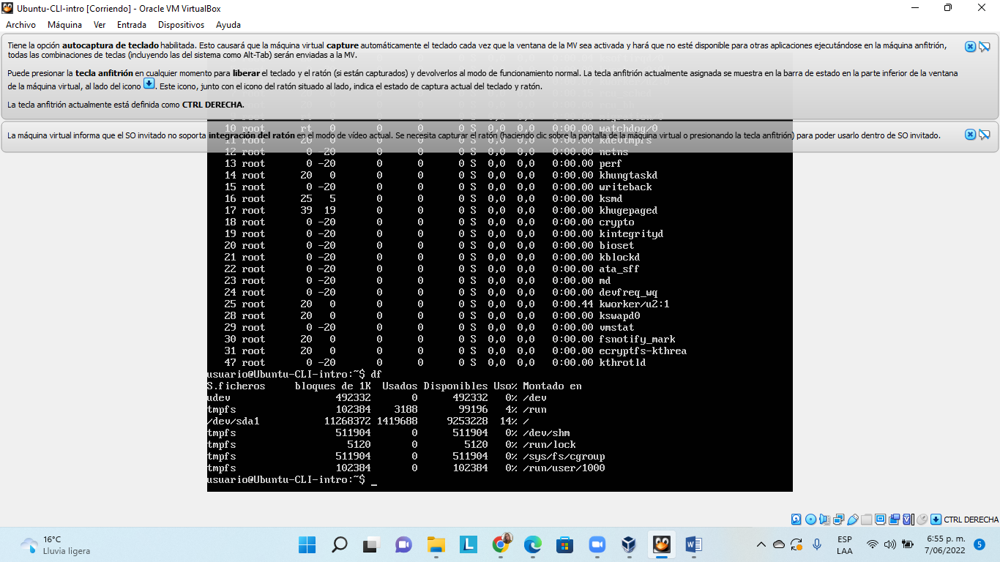 Ubuntu-CLI-intro [Corriendo] - Oracle VM VirtualBox
Archivo Máquina Ver Entrada Dispositivos Ayuda
Tiene la opción autocaptura de teclado habilitada. Esto causará que la máquina virtual capture automáticamente el teclado cada vez que la ventana de la MV sea activada y hará que no esté disponible para otras aplicaciones ejecutándose en la máquina anfitrión,
todas las combinaciones de teclas (incluyendo las del sistema como Alt-Tab) serán enviadas a la MV.
Puede presionar la tecla anfitrión en cualquier momento para liberar el teclado y el ratón (si están capturados) y devolverlos al modo de funcionamiento normal. La tecla anfitrión actualmente asignada se muestra en la barra de estado en la parte inferior de la ventana
de la máquina virtual, al lado del icono . Este icono, junto con el icono del ratón situado al lado, indica el estado de captura actual del teclado y ratón.
La tecla anfitrión actualmente está definida como CTRL DERECHA.
10 root rt 0 0 0 0 S 0,0 0,0 0:00.00 watchdog/0
La máquina virtual informa que el SO invitado no soporta integración del ratón en el modo de vídeo actual. Se necesita capturar el ratón (haciendo clic sobre la pantalla de la máquina virtual o presionando la tecla anfitrión) para poder usarlo dentro de SO invitado.
11 root 20 0 0 0 0 S 0,0 0,0 0:00.00 kdevtmpfs
12 root 0 -20 0 0 0 S 0,0 0,0 0:00.00 netns
13 root 0 -20 0 0 0 S 0,0 0,0 0:00.00 perf
14 root 20 0 0 0 0 S 0,0 0,0 0:00.00 khungtaskd
15 root 0 -20 0 0 0 S 0,0 0,0 0:00.00 writeback
16 root 25 5 0 0 0 S 0,0 0,0 0:00.00 ksmd
17 root 39 19 0 0 0 S 0,0 0,0 0:00.00 khugepaged
18 root 0 -20 0 0 0 S 0,0 0,0 0:00.00 crypto
19 root 0 -20 0 0 0 S 0,0 0,0 0:00.00 kintegrityd
20 root 0 -20 0 0 0 S 0,0 0,0 0:00.00 bioset
21 root 0 -20 0 0 0 S 0,0 0,0 0:00.00 kblockd
22 root 0 -20 0 0 0 S 0,0 0,0 0:00.00 ata_sff
23 root 0 -20 0 0 0 S 0,0 0,0 0:00.00 md
24 root 0 -20 0 0 0 S 0,0 0,0 0:00.00 devfreq_wq
25 root 20 0 0 0 0 S 0,0 0,0 0:00.44 kworker/u2:1
28 root 20 0 0 0 0 S 0,0 0,0 0:00.00 kswapd0
29 root 0 -20 0 0 0 S 0,0 0,0 0:00.00 vmstat
30 root 20 0 0 0 0 S 0,0 0,0 0:00.00 fsnotify_mark
31 root 20 0 0 0 0 S 0,0 0,0 0:00.00 ecryptfs-kthrea
47 root 0 -20 0 0 0 S 0,0 0,0 0:00.00 kthrotld
usuario@Ubuntu-CLI-intro:~$ df
S.ficheros bloques de 1K Usados Disponibles Uso% Montado en
udev 492332 0 492332 0% /dev
tmpfs 102384 3188 99196 4% /run
/dev/sda1 11268372 1419688 9253228 14% /
tmpfs 511904 0 511904 0% /dev/shm
tmpfs 5120 0 5120 0% /run/lock
tmpfs 511904 0 511904 0% /sys/fs/cgroup
tmpfs 102384 0 102384 0% /run/user/1000
usuario@Ubuntu-CLI-intro:~$ _
CTRL DERECHA
16°C
Lluvia ligera
ESP
LAA
6:55 p. m.
7/06/2022
5